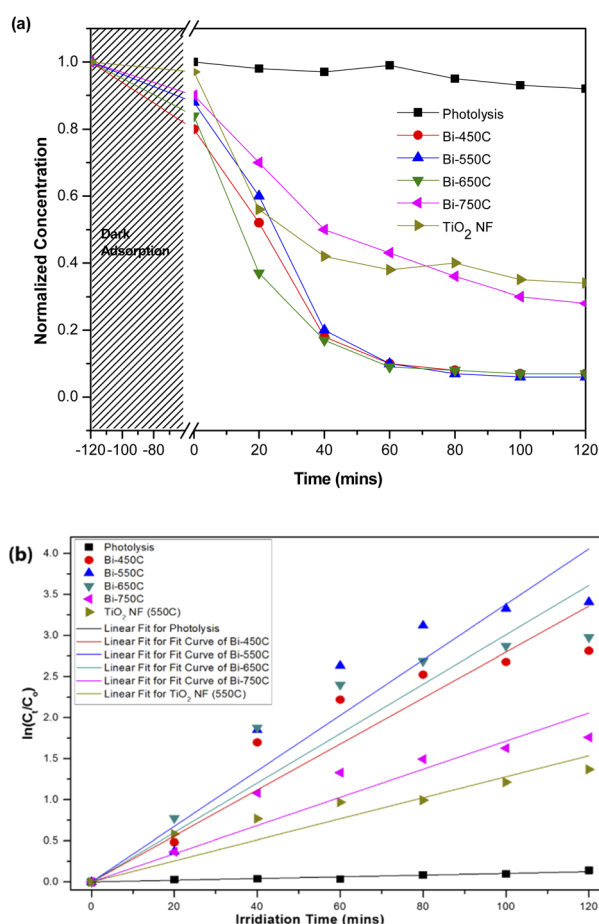 (a)
Normalized Concentration
1.0
0.8
0.6
0.4
0.2
0.0
Dark
Adsorption
Photolysis
Bi-450C
Bi-550C
Bi-650C
Bi-750C
TiO2 NF
-120 -100 -80 0 20 40 60 80 100 120
Time (mins)
(b)
ln(Ct/Co)
4.0
3.5
3.0
2.5
2.0
1.5
1.0
0.5
0.0
Photolysis
Bi-450C
Bi-550C
Bi-650C
Bi-750C
TiO2 NF (550C)
Linear Fit for Photolysis
Linear Fit for Fit Curve of Bi-450C
Linear Fit for Fit Curve of Bi-550C
Linear Fit for Fit Curve of Bi-650C
Linear Fit for Fit Curve of Bi-750C
Linear Fit for TiO2 NF (550C)
0 20 40 60 80 100 120
Irridiation Time (mins)